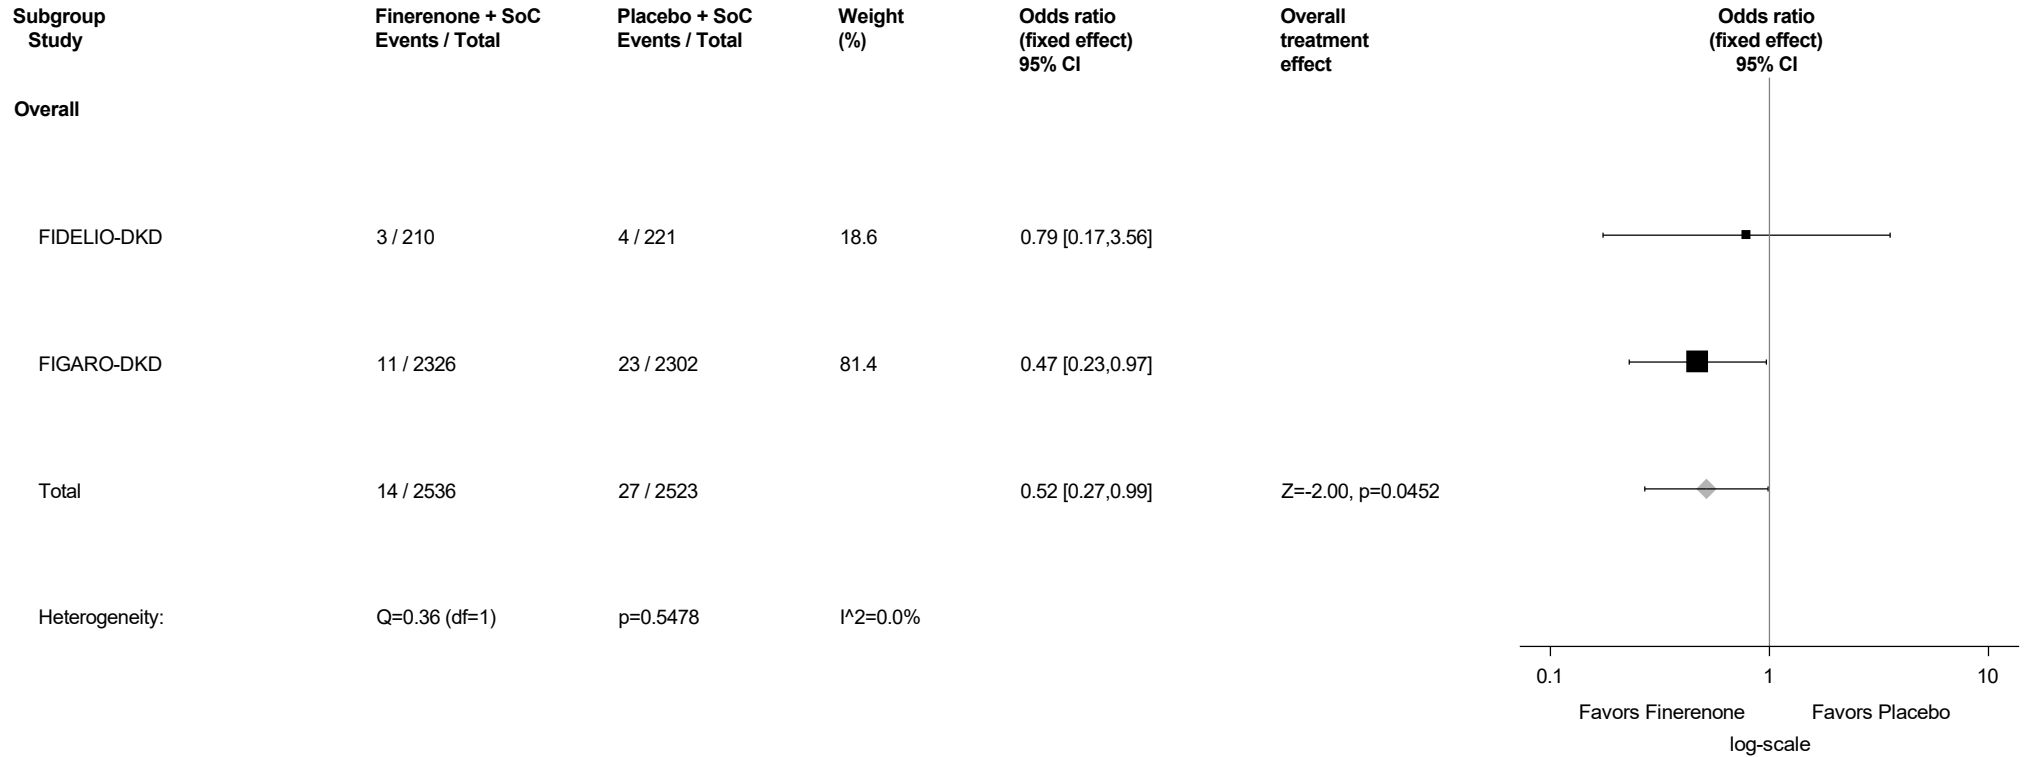 Subgroup Finerenone + SoC Placebo + SoC Weight Odds ratio Overall Odds ratio
Study Events / Total Events / Total (%) (fixed effect) treatment (fixed effect)
95% CI effect 95% CI
Overall
FIDELIO-DKD 3 / 210 4 / 221 18.6 0.79 [0.17,3.56]
FIGARO-DKD 11 / 2326 23 / 2302 81.4 0.47 [0.23,0.97]
Total 14 / 2536 27 / 2523 0.52 [0.27,0.99] Z=-2.00, p=0.0452
Heterogeneity: Q=0.36 (df=1) p=0.5478 I^2=0.0%
0.1 1 10
Favors Finerenone Favors Placebo
log-scale